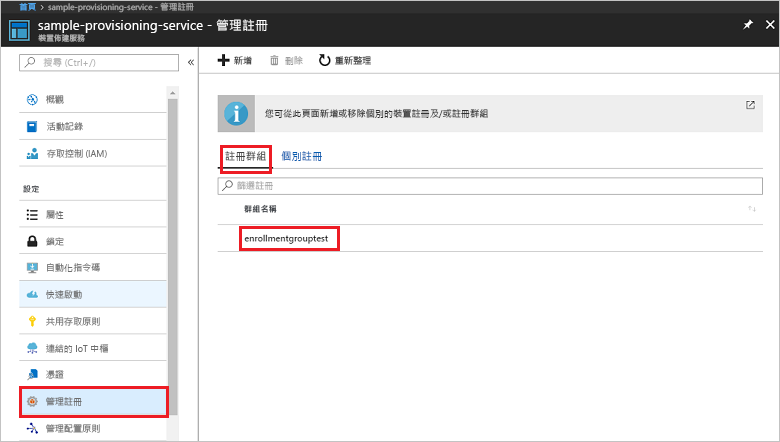 首頁 > sample-provisioning-service - 管理註冊
sample-provisioning-service - 管理註冊
裝置佈建服務
搜尋 (Ctrl+/)
概觀
活動記錄
存取控制 (IAM)
設定
屬性
鎖定
自動化指令碼
快速啟動
共用存取原則
連結的 IoT 中樞
憑證
管理註冊
管理配置原則
新增
刪除
重新整理
您可從此頁面新增或移除個別的裝置註冊及/或註冊群組
註冊群組
個別註冊
篩選註冊
群組名稱
enrollmentgrouptest